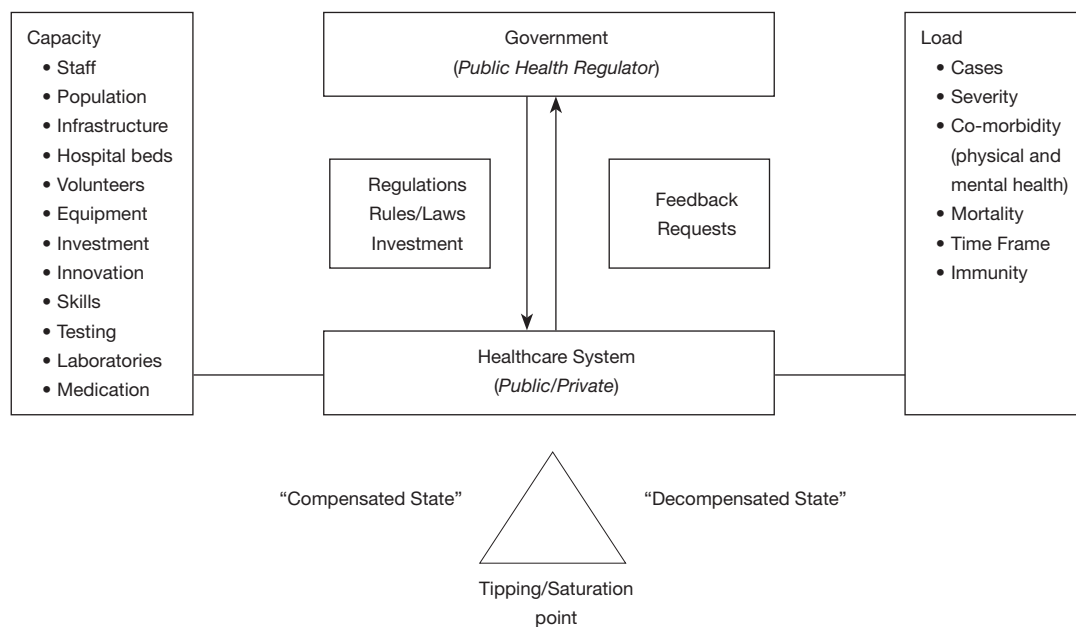 Capacity
• Staff
• Population
• Infrastructure
• Hospital beds
• Volunteers
• Equipment
• Investment
• Innovation
• Skills
• Testing
• Laboratories
• Medication
Government
(Public Health Regulator)
Regulations
Rules/Laws
Investment
Feedback
Requests
Healthcare System
(Public/Private)
Load
• Cases
• Severity
• Co-morbidity
(physical and
mental health)
• Mortality
• Time Frame
• Immunity
“Compensated State”
“Decompensated State”
Tipping/Saturation
point